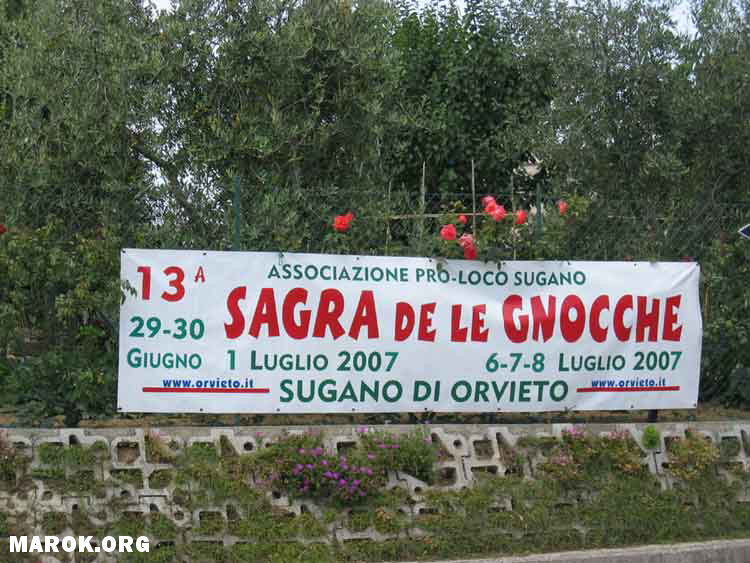 13A
ASSOCIAZIONE PRO-LOCO SUGANO
SAGRA DE LE GNOCCHE
29-30
GIUGNO 1 LUGLIO 2007 6-7-8 LUGLIO 2007
www.orvieto.it SUGANO DI ORVIETO www.orvieto.it
MAROK.ORG